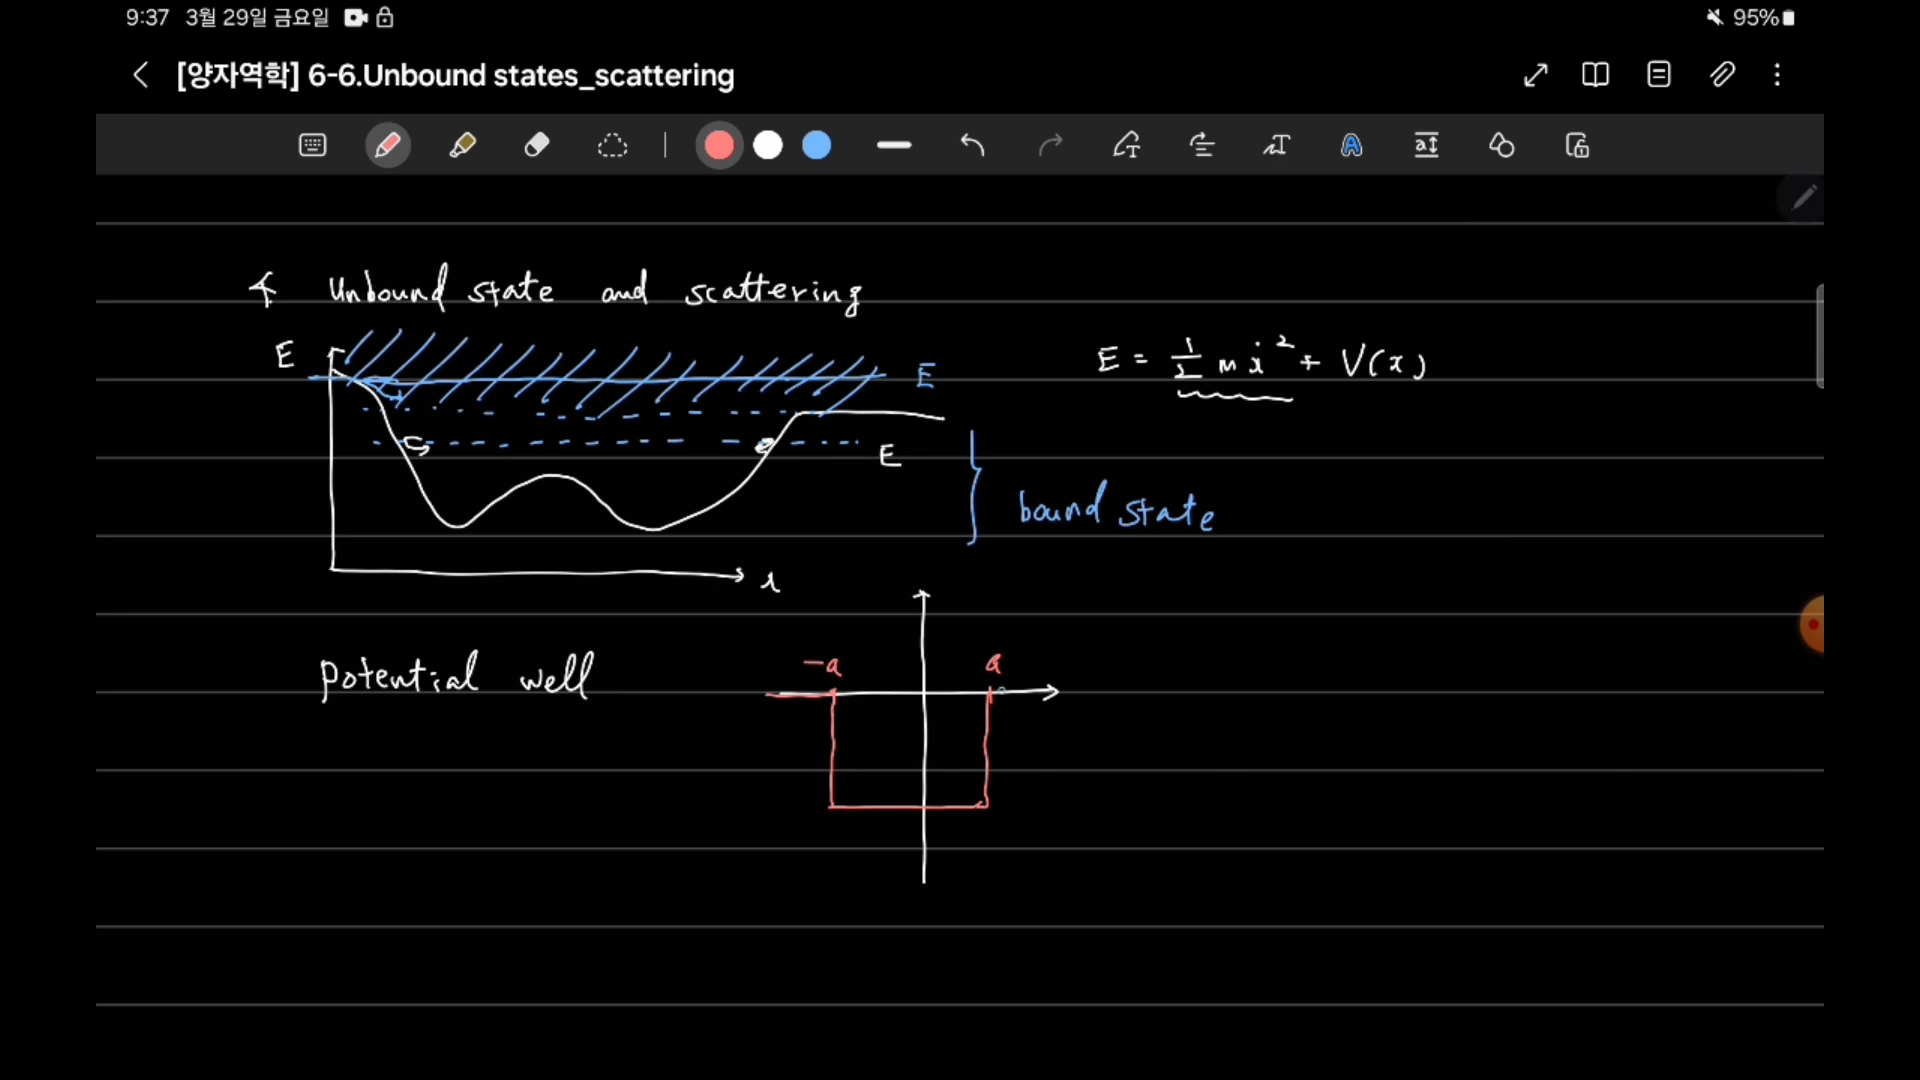 9:37 3월 29일 금요일 95%
[양자역학] 6-6.Unbound states_scattering
Unbound state and scattering
E
E = 1/2 m ẋ² + V(x)
E
E
bound state
x
potential well
-a a